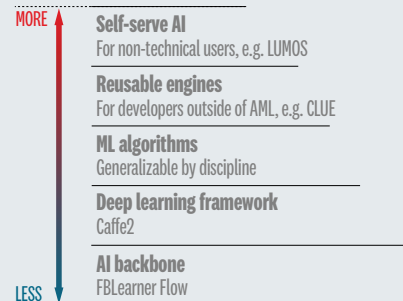 MORE
Self-serve AI
For non-technical users, e.g. LUMOS
Reusable engines
For developers outside of AML, e.g. CLUE
ML algorithms
Generalizable by discipline
Deep learning framework
Caffe2
AI backbone
FBLearner Flow
LESS